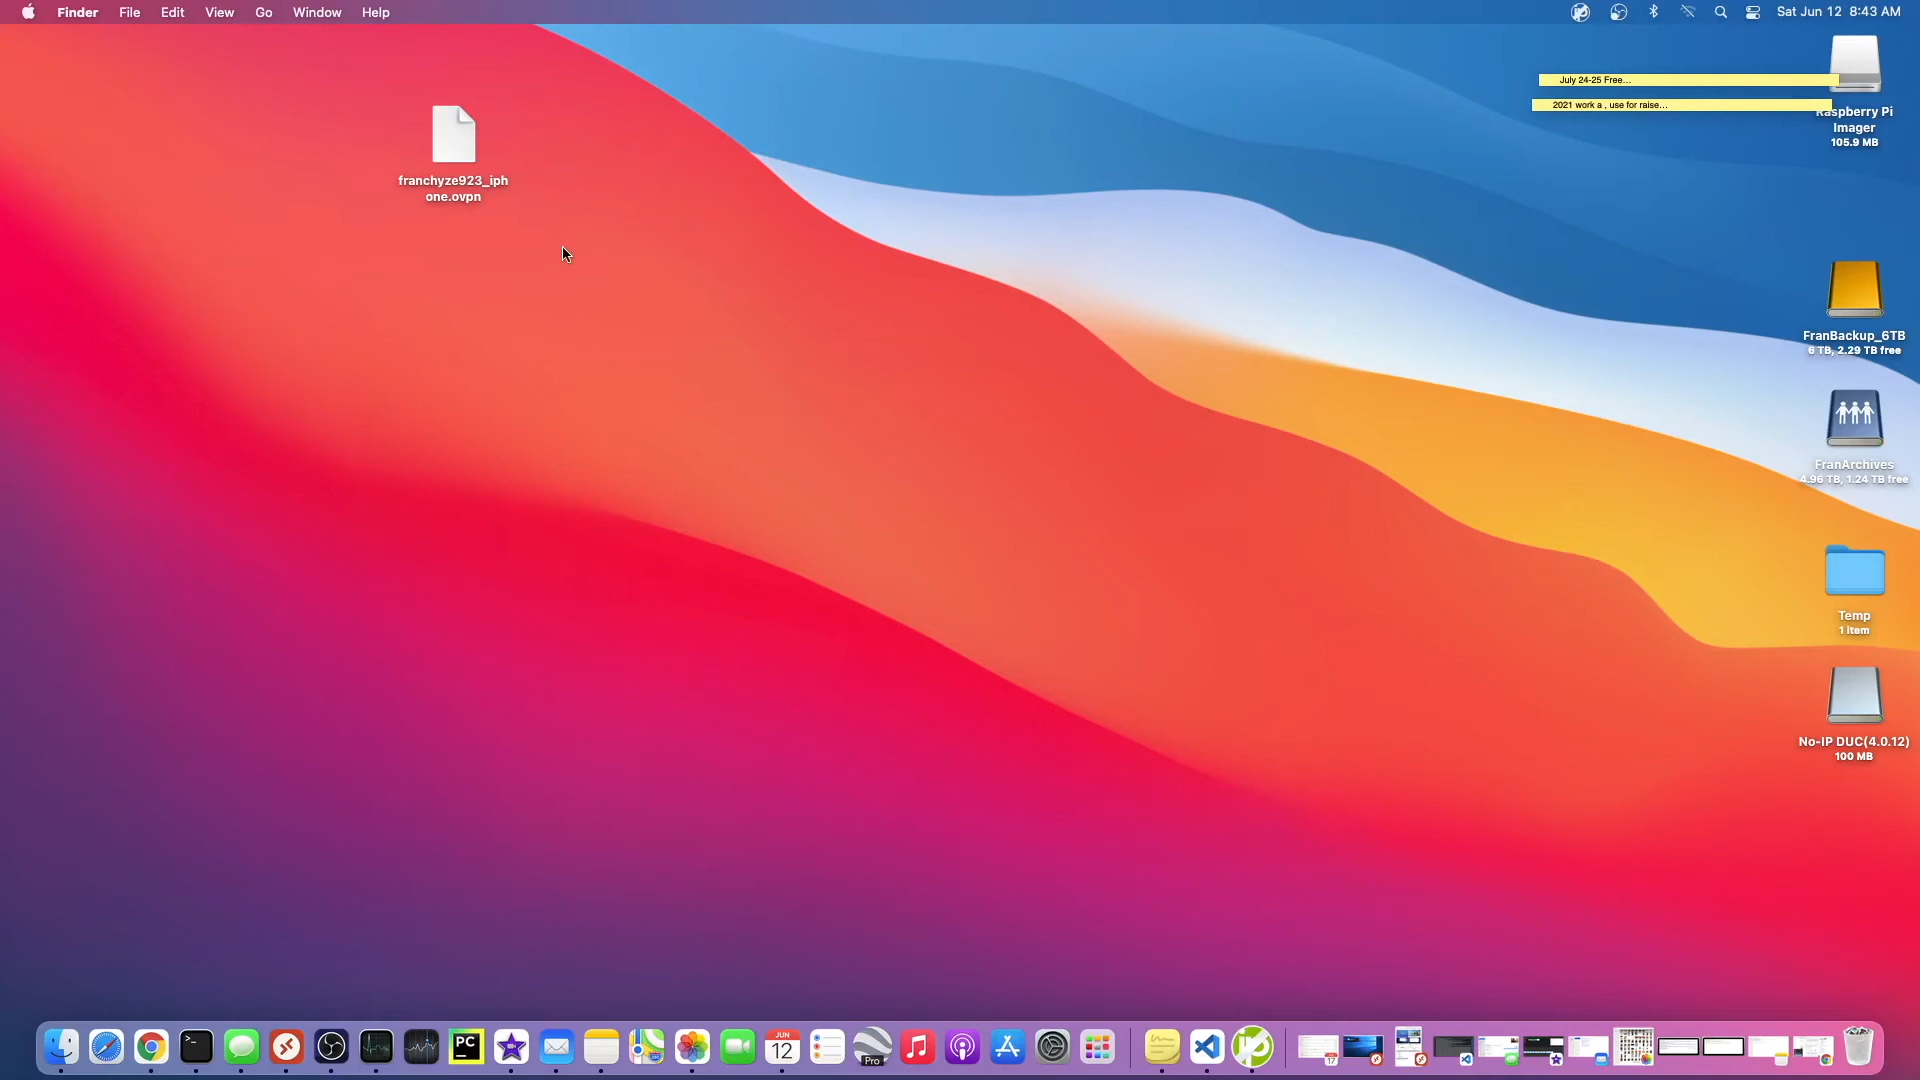 Finder File Edit View Go Window Help
Sat Jun 12 8:43 AM
July 24-25 Free...
2021 work a , use for raise...
Raspberry Pi
Imager
105.9 MB
franchyze923_iph
one.ovpn
FranBackup_6TB
6 TB, 2.29 TB free
FranArchives
4.96 TB, 1.24 TB free
Temp
1 item
No-IP DUC(4.0.12)
100 MB
PC
JUN
12
Pro
17